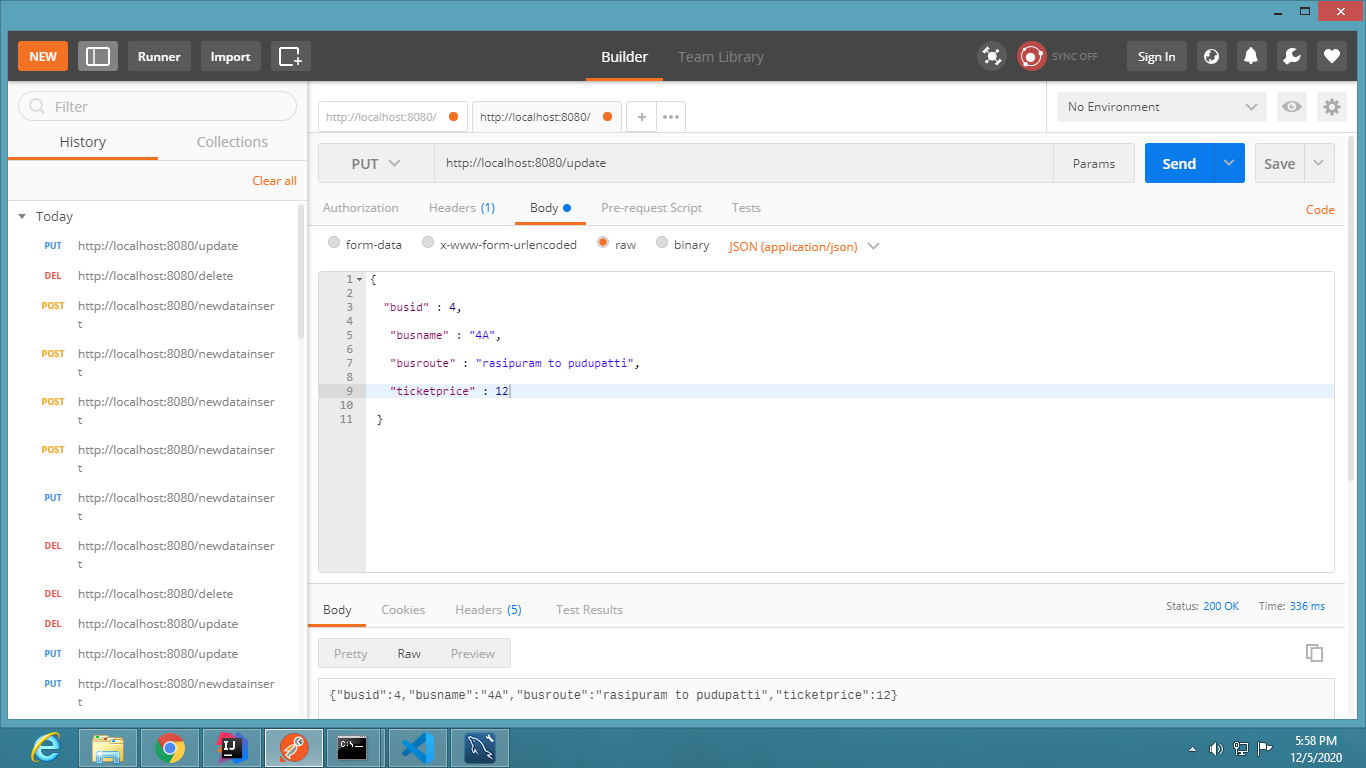 NEW
Runner
Import
Builder
Team Library
SYNC OFF
Sign In
Filter
History
Collections
Clear all
Today
PUT http://localhost:8080/update
DEL http://localhost:8080/delete
POST http://localhost:8080/newdatainser
t
POST http://localhost:8080/newdatainser
t
POST http://localhost:8080/newdatainser
t
POST http://localhost:8080/newdatainser
t
PUT http://localhost:8080/newdatainser
t
DEL http://localhost:8080/newdatainser
t
DEL http://localhost:8080/delete
DEL http://localhost:8080/update
PUT http://localhost:8080/update
PUT http://localhost:8080/newdatainser
t
http://localhost:8080/
http://localhost:8080/
No Environment
PUT
http://localhost:8080/update
Params
Send
Save
Authorization
Headers (1)
Body
Pre-request Script
Tests
Code
form-data
x-www-form-urlencoded
raw
binary
JSON (application/json)
1 {
2
3 "busid" : 4,
4
5 "busname" : "4A",
6
7 "busroute" : "rasipuram to pudupatti",
8
9 "ticketprice" : 12
10
11 }
Body
Cookies
Headers (5)
Test Results
Status: 200 OK
Time: 336 ms
Pretty
Raw
Preview
{"busid":4,"busname":"4A","busroute":"rasipuram to pudupatti","ticketprice":12}
5:58 PM
12/5/2020